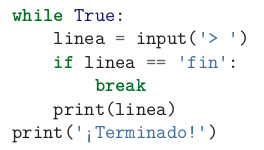 while True:
    linea = input('> ')
    if linea == 'fin':
        break
    print(linea)
print('¡Terminado!')